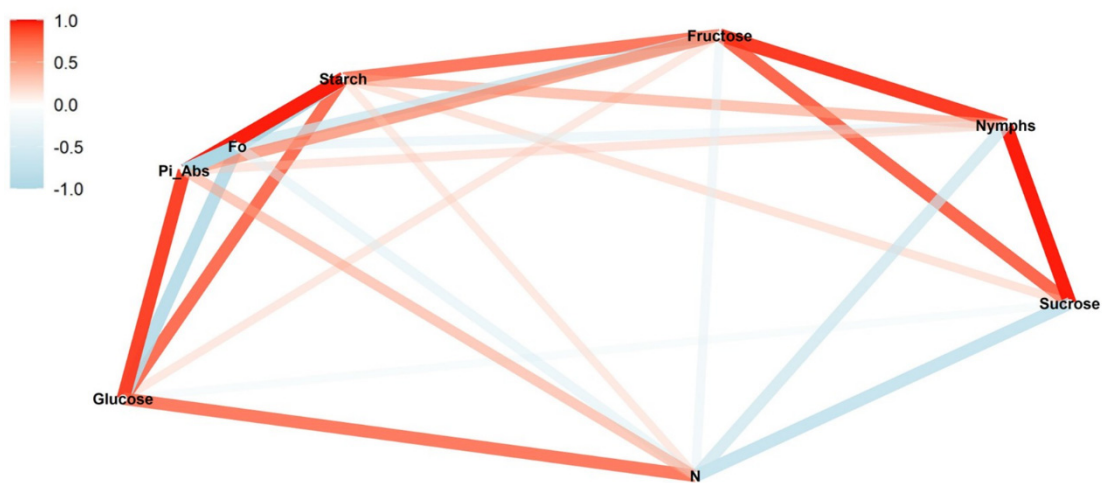 1.0
0.5
0.0
-0.5
-1.0
Fructose
Starch
Nymphs
Fo
Pi_Abs
Sucrose
Glucose
N